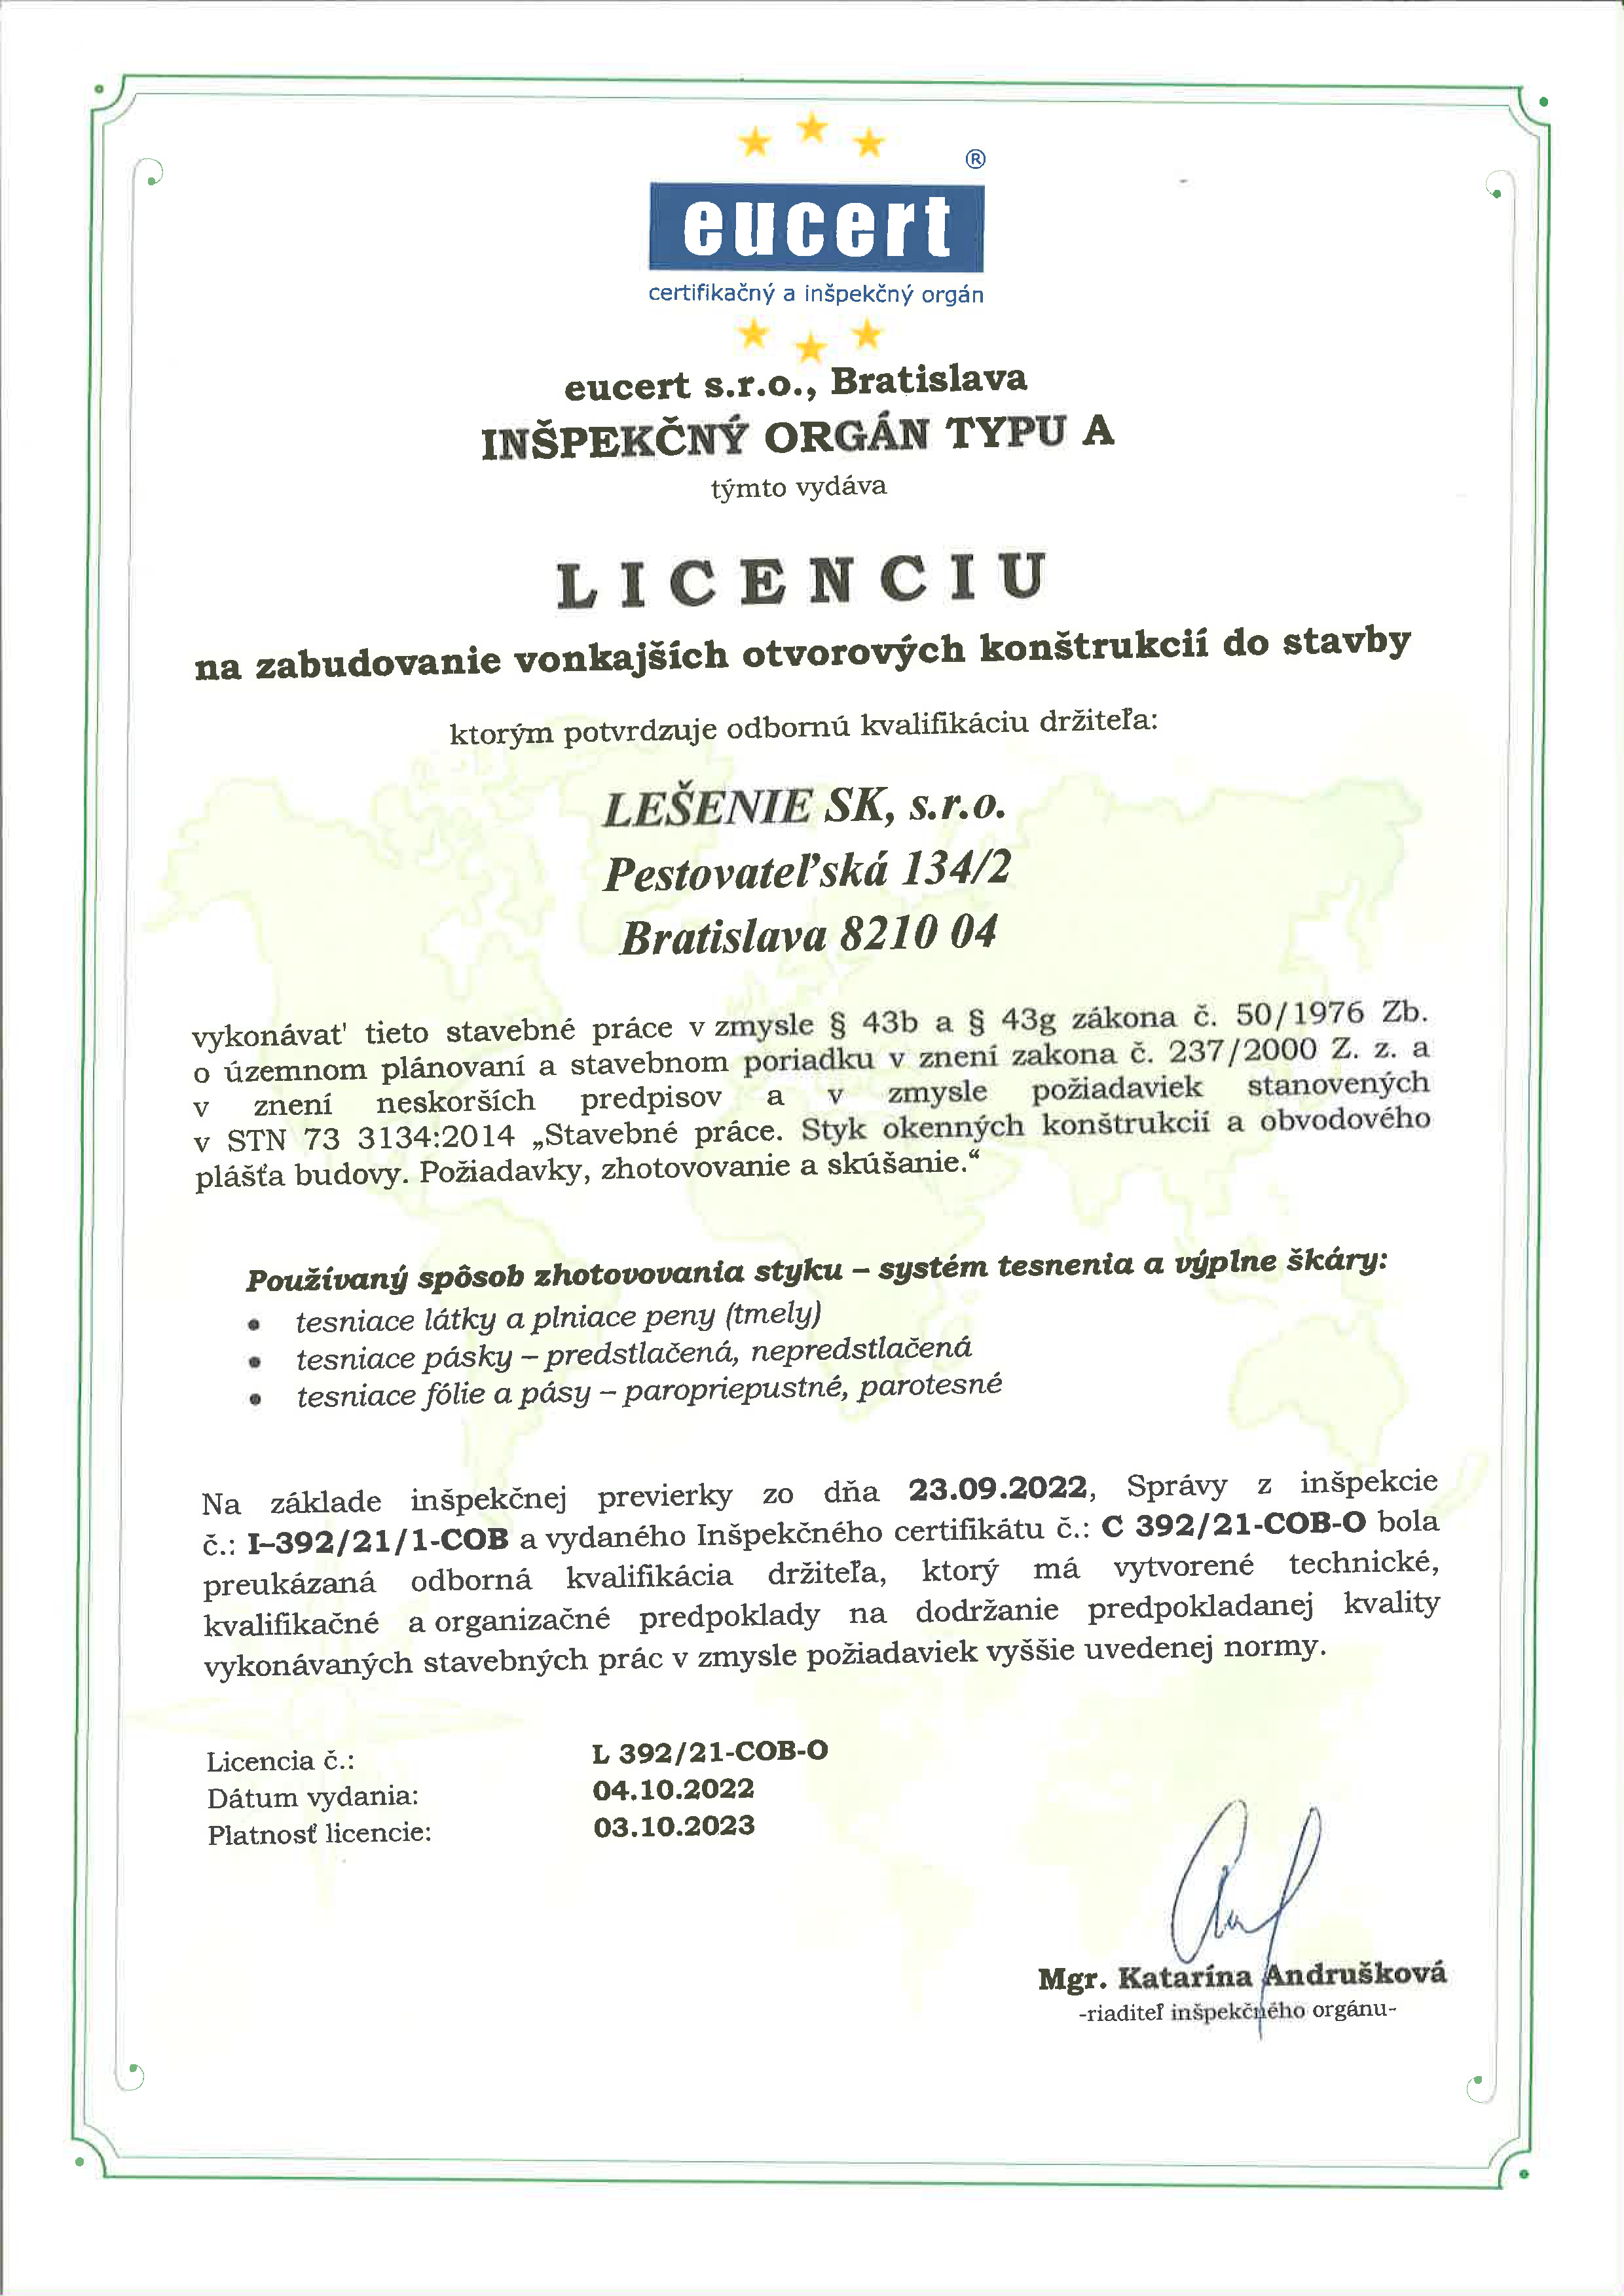 ®
eucert
certifikačný a inšpekčný orgán
eucert s.r.o., Bratislava
INŠPEKČNÝ ORGÁN TYPU A
týmto vydáva
LICENCIU
na zabudovanie vonkajších otvorových konštrukcií do stavby
ktorým potvrdzuje odbornú kvalifikáciu držiteľa:
LEŠENIE SK, s.r.o.
Pestovateľská 134/2
Bratislava 8210 04
vykonávat' tieto stavebné práce v zmysle § 43b a § 43g zákona č. 50/1976 Zb.
o územnom plánovaní a stavebnom poriadku v znení zakona č. 237/2000 Z. z. a
v znení neskorších predpisov a v zmysle požiadaviek stanovených
v STN 73 3134:2014 „Stavebné práce. Styk okenných konštrukcií a obvodového
plášťa budovy. Požiadavky, zhotovovanie a skúšanie.“
Používaný spôsob zhotovovania styku – systém tesnenia a výplne škáry:
• tesniace látky a plniace peny (tmely)
• tesniace pásky – predstlačená, nepredstlačená
• tesniace fólie a pásy – paropriepustné, parotesné
Na základe inšpekčnej previerky zo dňa 23.09.2022, Správy z inšpekcie
č.: I–392/21/1-COB a vydaného Inšpekčného certifikátu č.: C 392/21-COB-O bola
preukázaná odborná kvalifikácia držiteľa, ktorý má vytvorené technické,
kvalifikačné a organizačné predpoklady na dodržanie predpokladanej kvality
vykonávaných stavebných prác v zmysle požiadaviek vyššie uvedenej normy.
Licencia č.: L 392/21-COB-O
Dátum vydania: 04.10.2022
Platnosť licencie: 03.10.2023
Mgr. Katarína Andrušková
-riaditeľ inšpekčného orgánu-